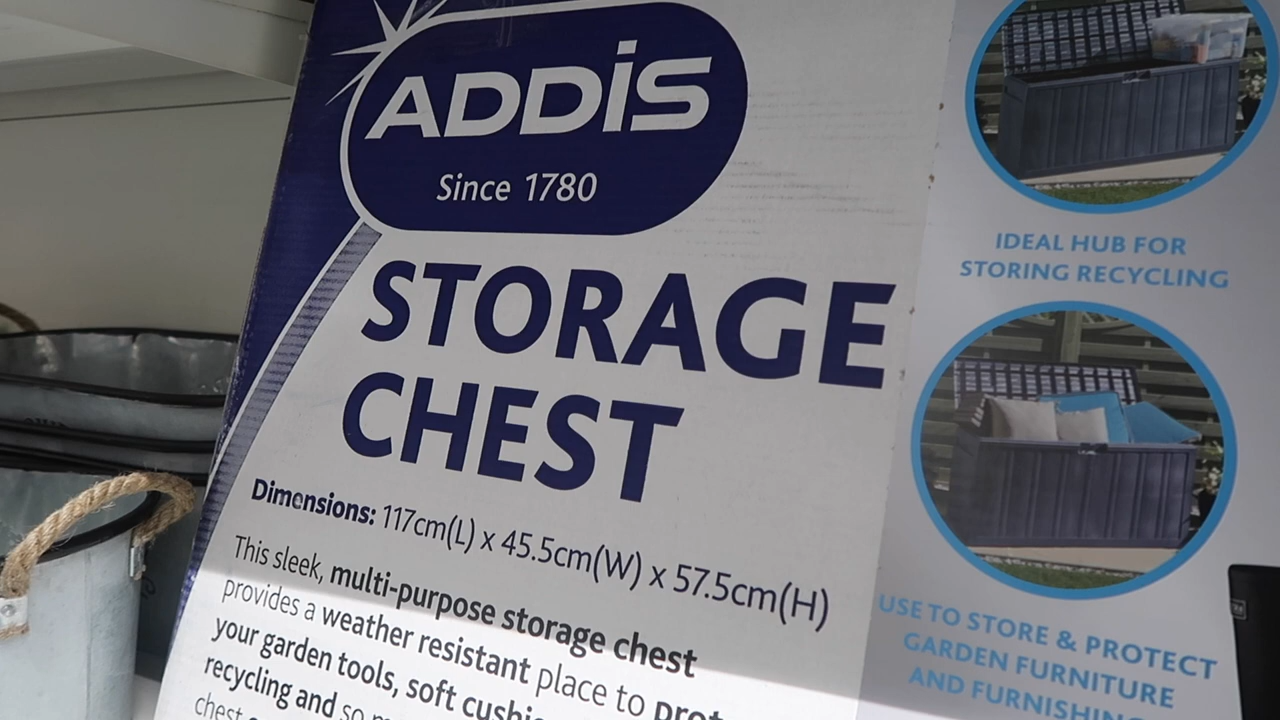 ADDIS
Since 1780
STORAGE
CHEST
Dimensions: 117cm(L) x 45.5cm(W) x 57.5cm(H)
This sleek, multi-purpose storage chest
provides a weather resistant place to
your garden tools, soft
recycling and so
chest
IDEAL HUB FOR
STORING RECYCLING
USE TO STORE & PROTECT
GARDEN FURNITURE
AND